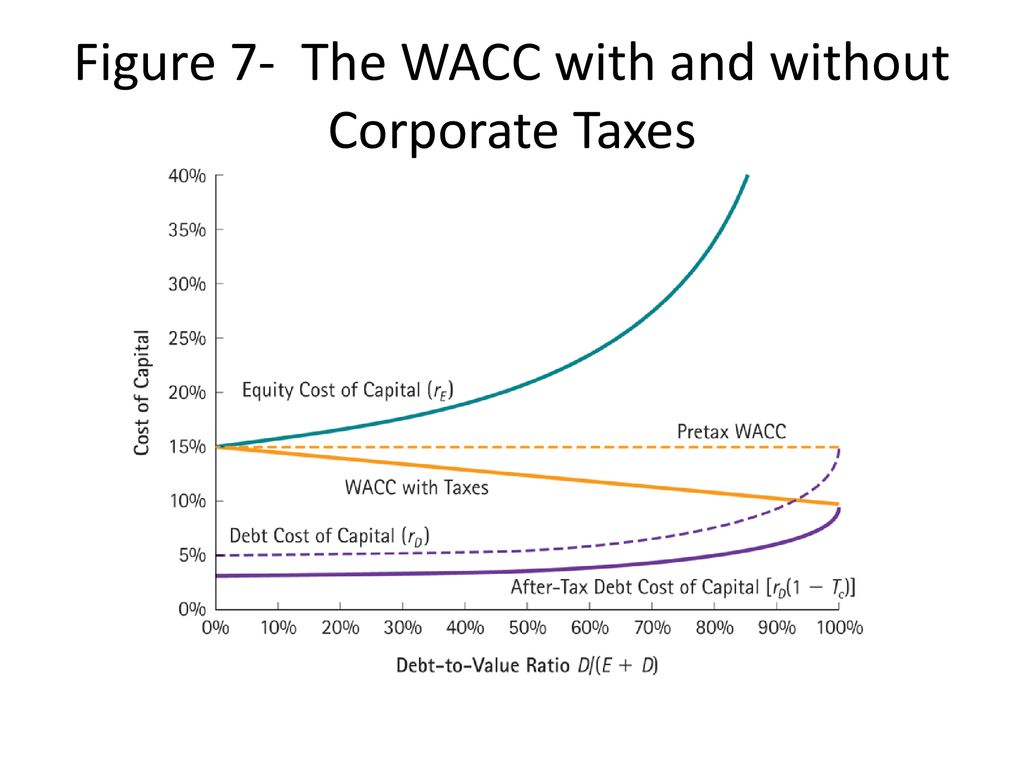 Figure 7-  The WACC with and without
Corporate Taxes
40%
35%
30%
25%
20%
15%
10%
5%
0%
Cost of Capital
Equity Cost of Capital (rE)
Pretax WACC
WACC with Taxes
Debt Cost of Capital (rD)
After-Tax Debt Cost of Capital [rD(1 − Tc)]
0% 10% 20% 30% 40% 50% 60% 70% 80% 90% 100%
Debt-to-Value Ratio D/(E + D)